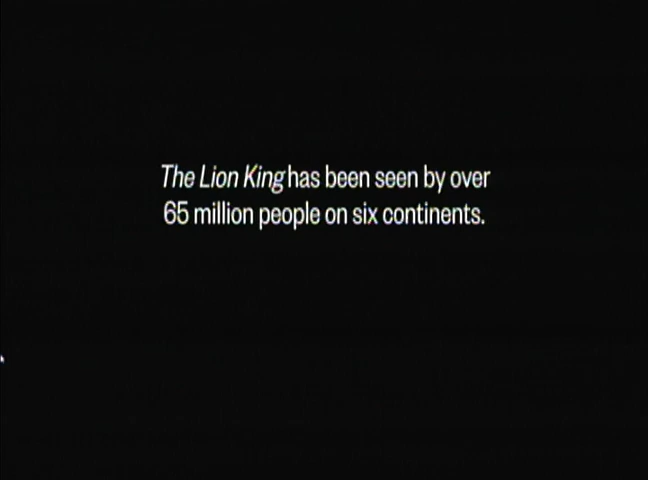 The Lion King has been seen by over
65 million people on six continents.